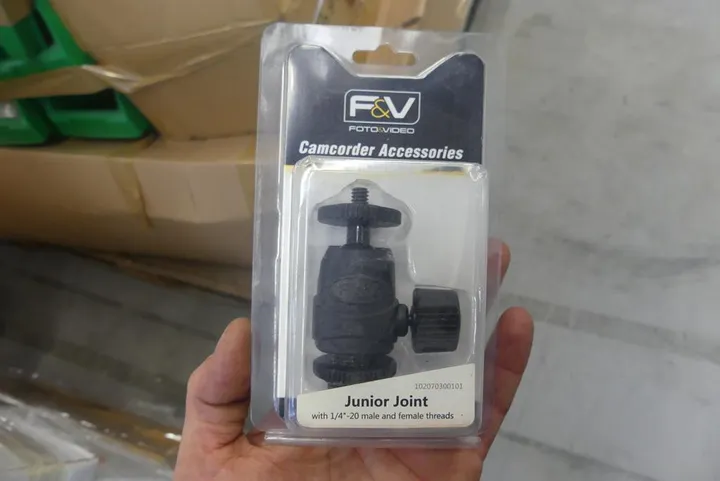 F&V
FOTO&VIDEO
Camcorder Accessories
102070300101
Junior Joint
with 1/4"-20 male and female threads